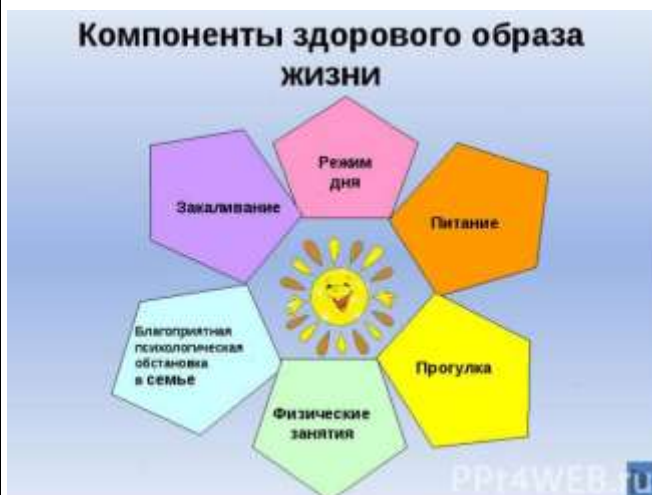 Компоненты здорового образа
жизни
Режим
дня
Закаливание
Питание
Благоприятная
психологическая
обстановка
в семье
Прогулка
Физические
занятия
PPt4WEB.ru